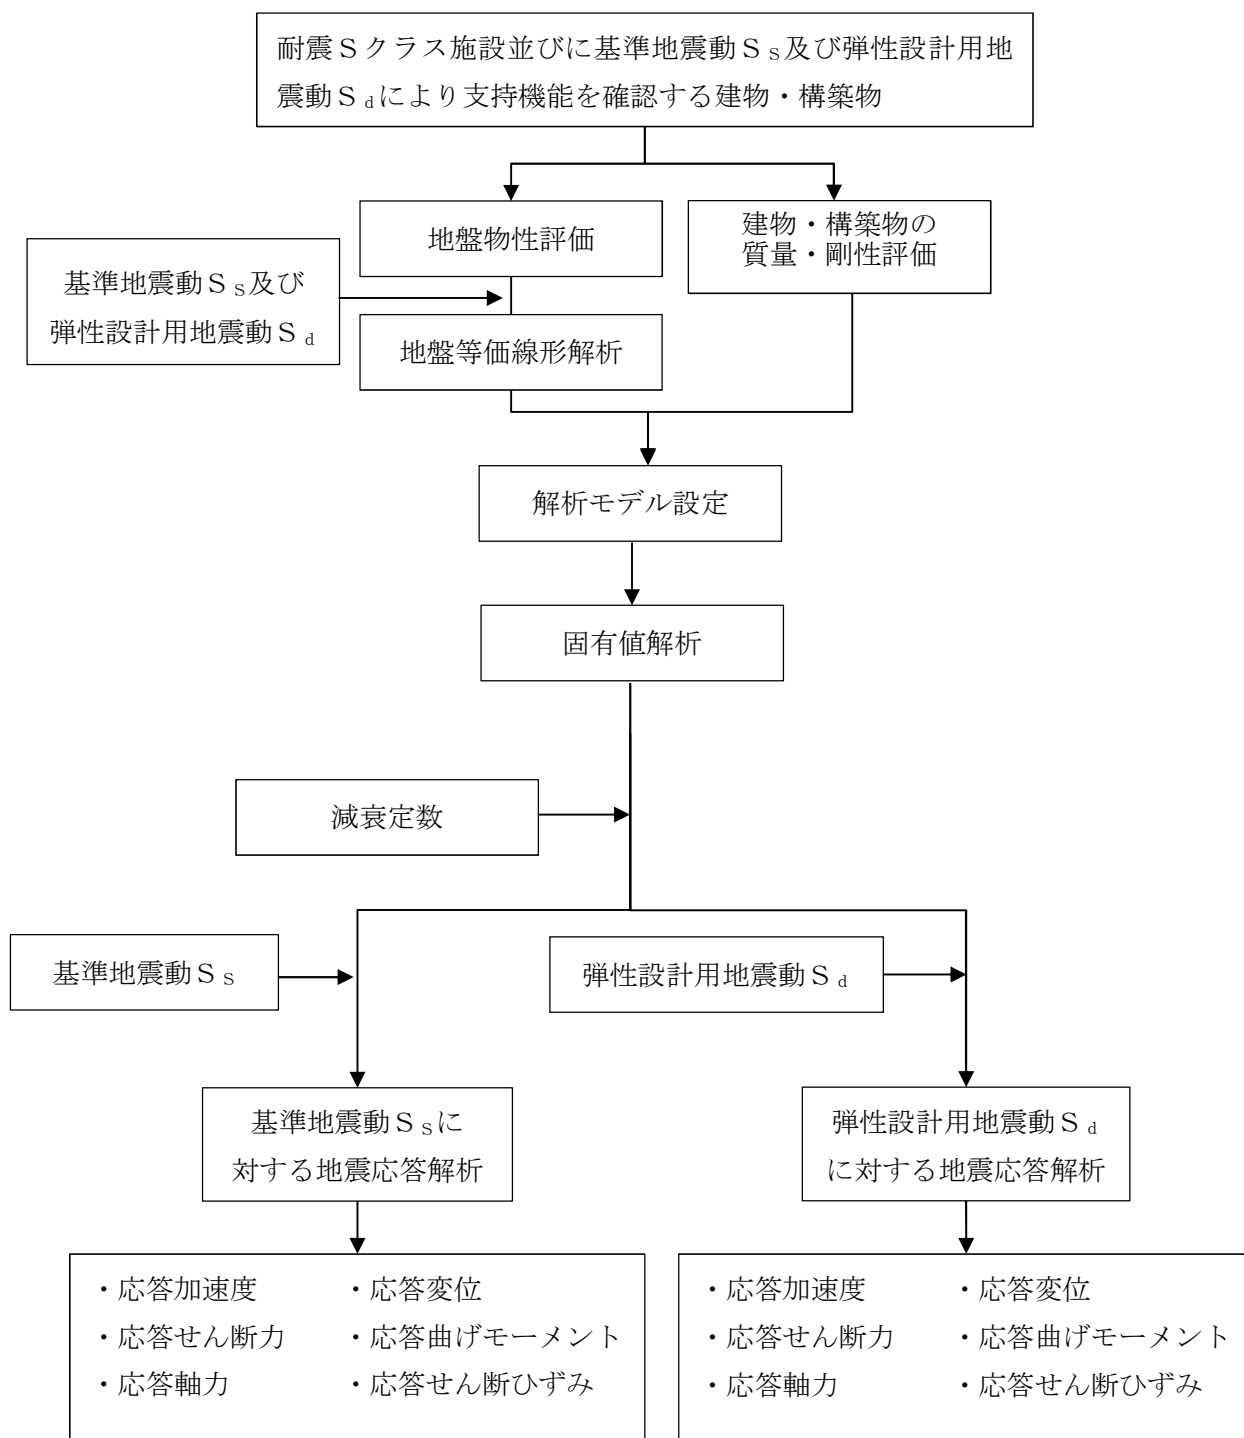 耐震Sクラス施設並びに基準地震動Ss及び弾性設計用地
震動Sdにより支持機能を確認する建物・構築物
地盤物性評価
建物・構築物の
質量・剛性評価
基準地震動Ss及び
弾性設計用地震動Sd
地盤等価線形解析
解析モデル設定
固有値解析
減衰定数
基準地震動Ss
弾性設計用地震動Sd
基準地震動Ssに
対する地震応答解析
弾性設計用地震動Sd
に対する地震応答解析
・応答加速度 ・応答変位
・応答せん断力 ・応答曲げモーメント
・応答軸力 ・応答せん断ひずみ
・応答加速度 ・応答変位
・応答せん断力 ・応答曲げモーメント
・応答軸力 ・応答せん断ひずみ